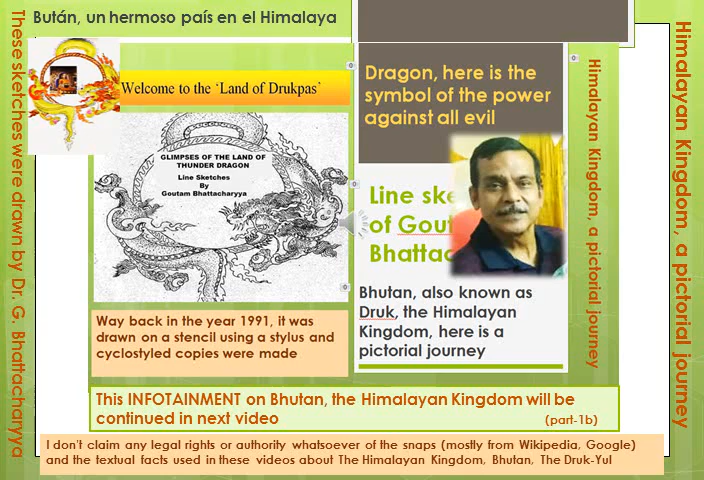 Bután, un hermoso país en el Himalaya
These sketches were drawn by Dr. G. Bhattacharyya
Welcome to the ‘Land of Drukpas`
GLIMPSES OF THE LAND OF
THUNDER DRAGON
Line Sketches
By
Goutam Bhattacharyya
Way back in the year 1991, it was
drawn on a stencil using a stylus and
cyclostyled copies were made
Dragon, here is the
symbol of the power
against all evil
Line
of
Bhutan, also known as
Druk, the Himalayan
Kingdom, here is a
pictorial journey
Himalayan Kingdom, a pictorial journey
Himalayan Kingdom, a pictorial journey
This INFOTAINMENT on Bhutan, the Himalayan Kingdom will be
continued in next video (part-1b)
I don't claim any legal rights or authority whatsoever of the snaps (mostly from Wikipedia, Google)
and the textual facts used in these videos about The Himalayan Kingdom, Bhutan, The Druk-Yul